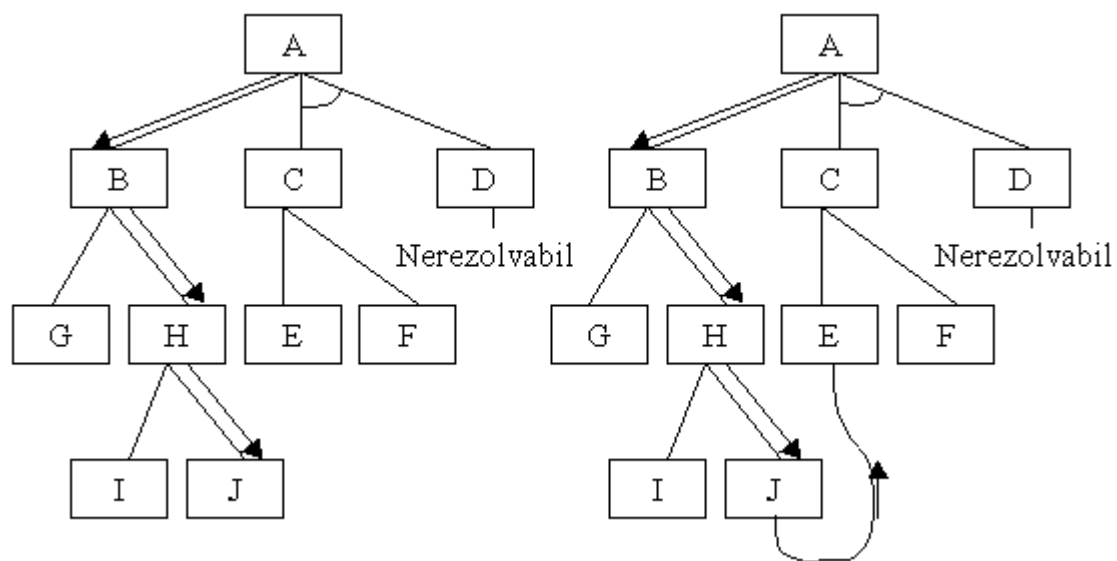 A A
B C D B C D
Nerezolvabil Nerezolvabil
G H E F G H E F
I J I J